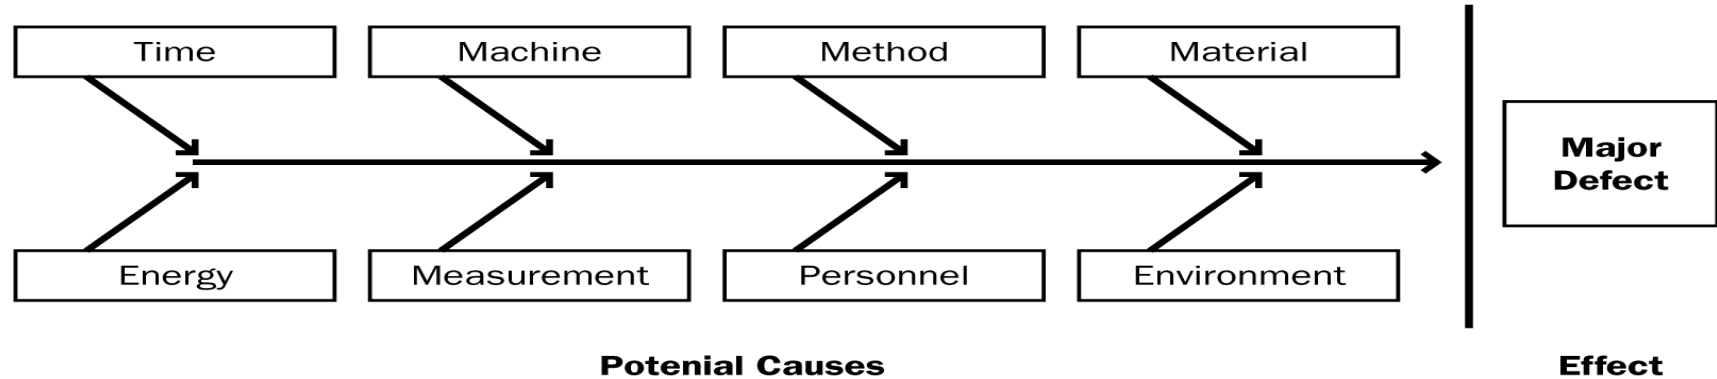 Time
Machine
Method
Material
Major
Defect
Energy
Measurement
Personnel
Environment
Potenial Causes
Effect